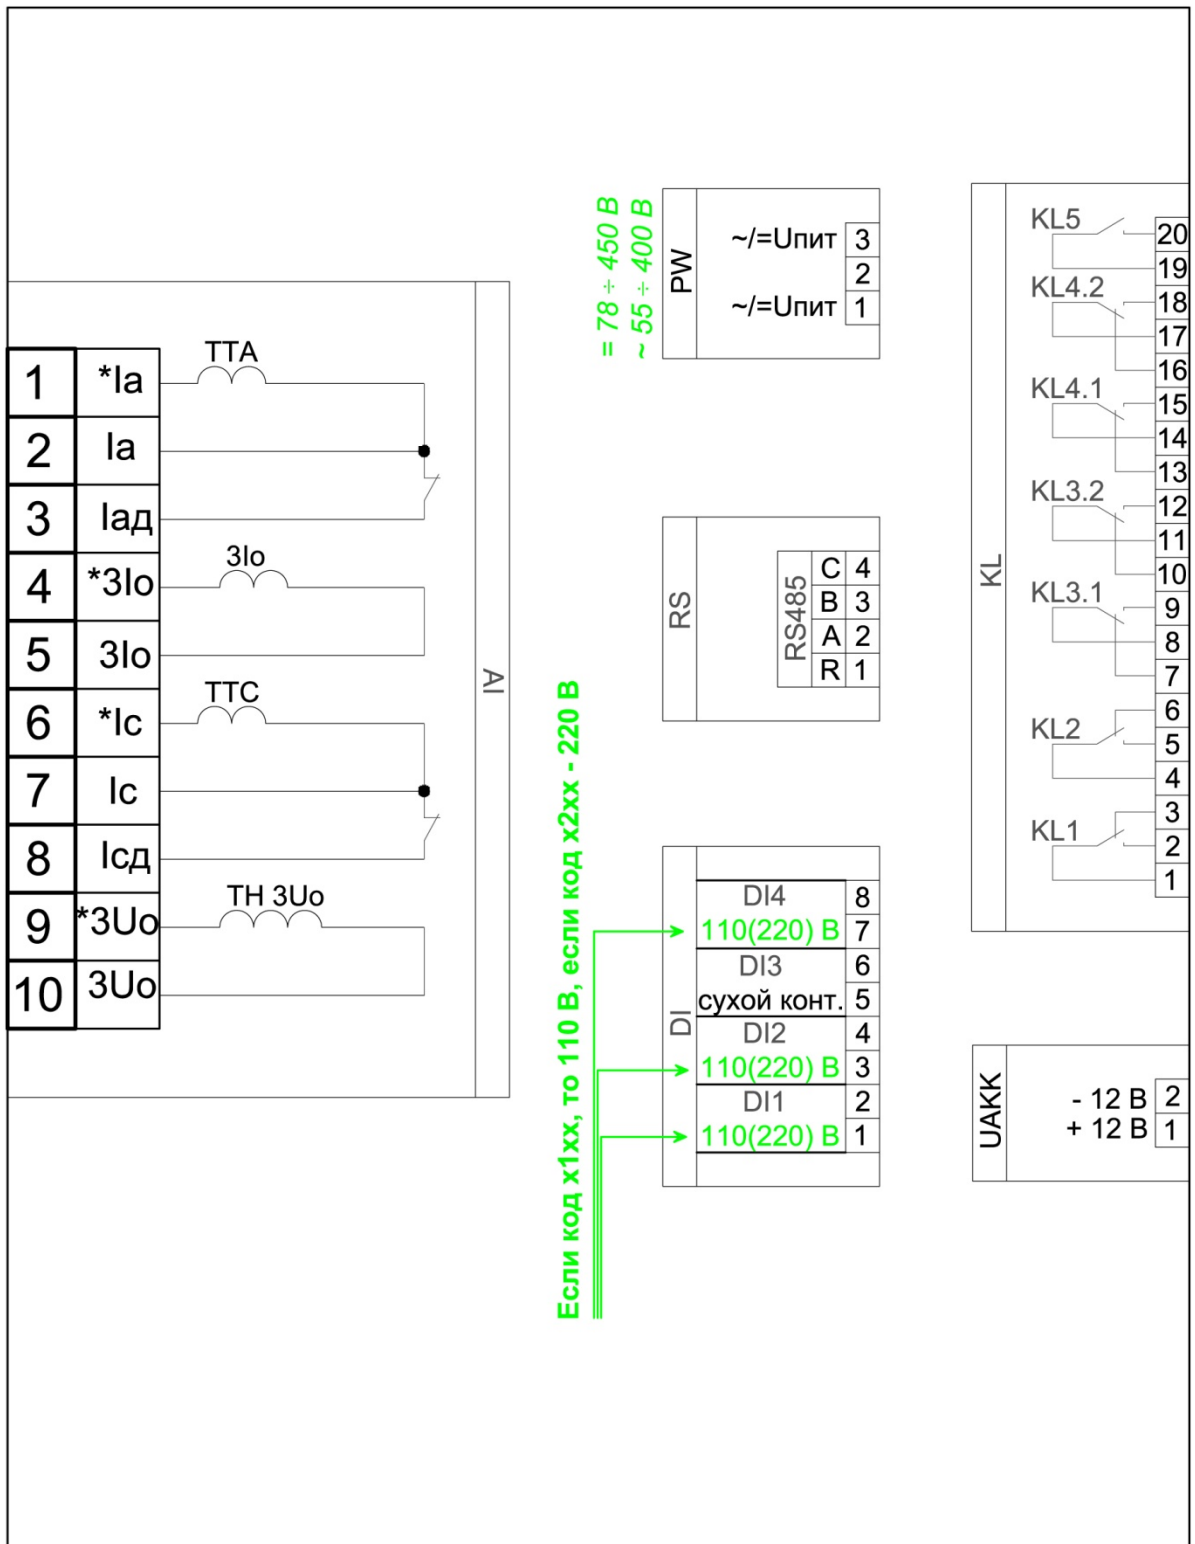 AI
1 *Ia
TTA
2 Ia
3 Iaд
4 *3Io
3Io
5 3Io
6 *Ic
TTC
7 Ic
8 Icд
9 *3Uo
ТН 3Uo
10 3Uo
= 78 ÷ 450 В
~ 55 ÷ 400 В
PW
~/=Uпит 3
2
~/=Uпит 1
RS
RS485
C 4
B 3
A 2
R 1
Если код х1хх, то 110 В, если код х2хх - 220 В
DI
DI4 8
110(220) В 7
DI3 6
сухой конт. 5
DI2 4
110(220) В 3
DI1 2
110(220) В 1
KL
KL5
20
19
KL4.2
18
17
16
KL4.1
15
14
13
KL3.2
12
11
10
KL3.1
9
8
7
KL2
6
5
4
KL1
3
2
1
UAKK
- 12 В 2
+ 12 В 1